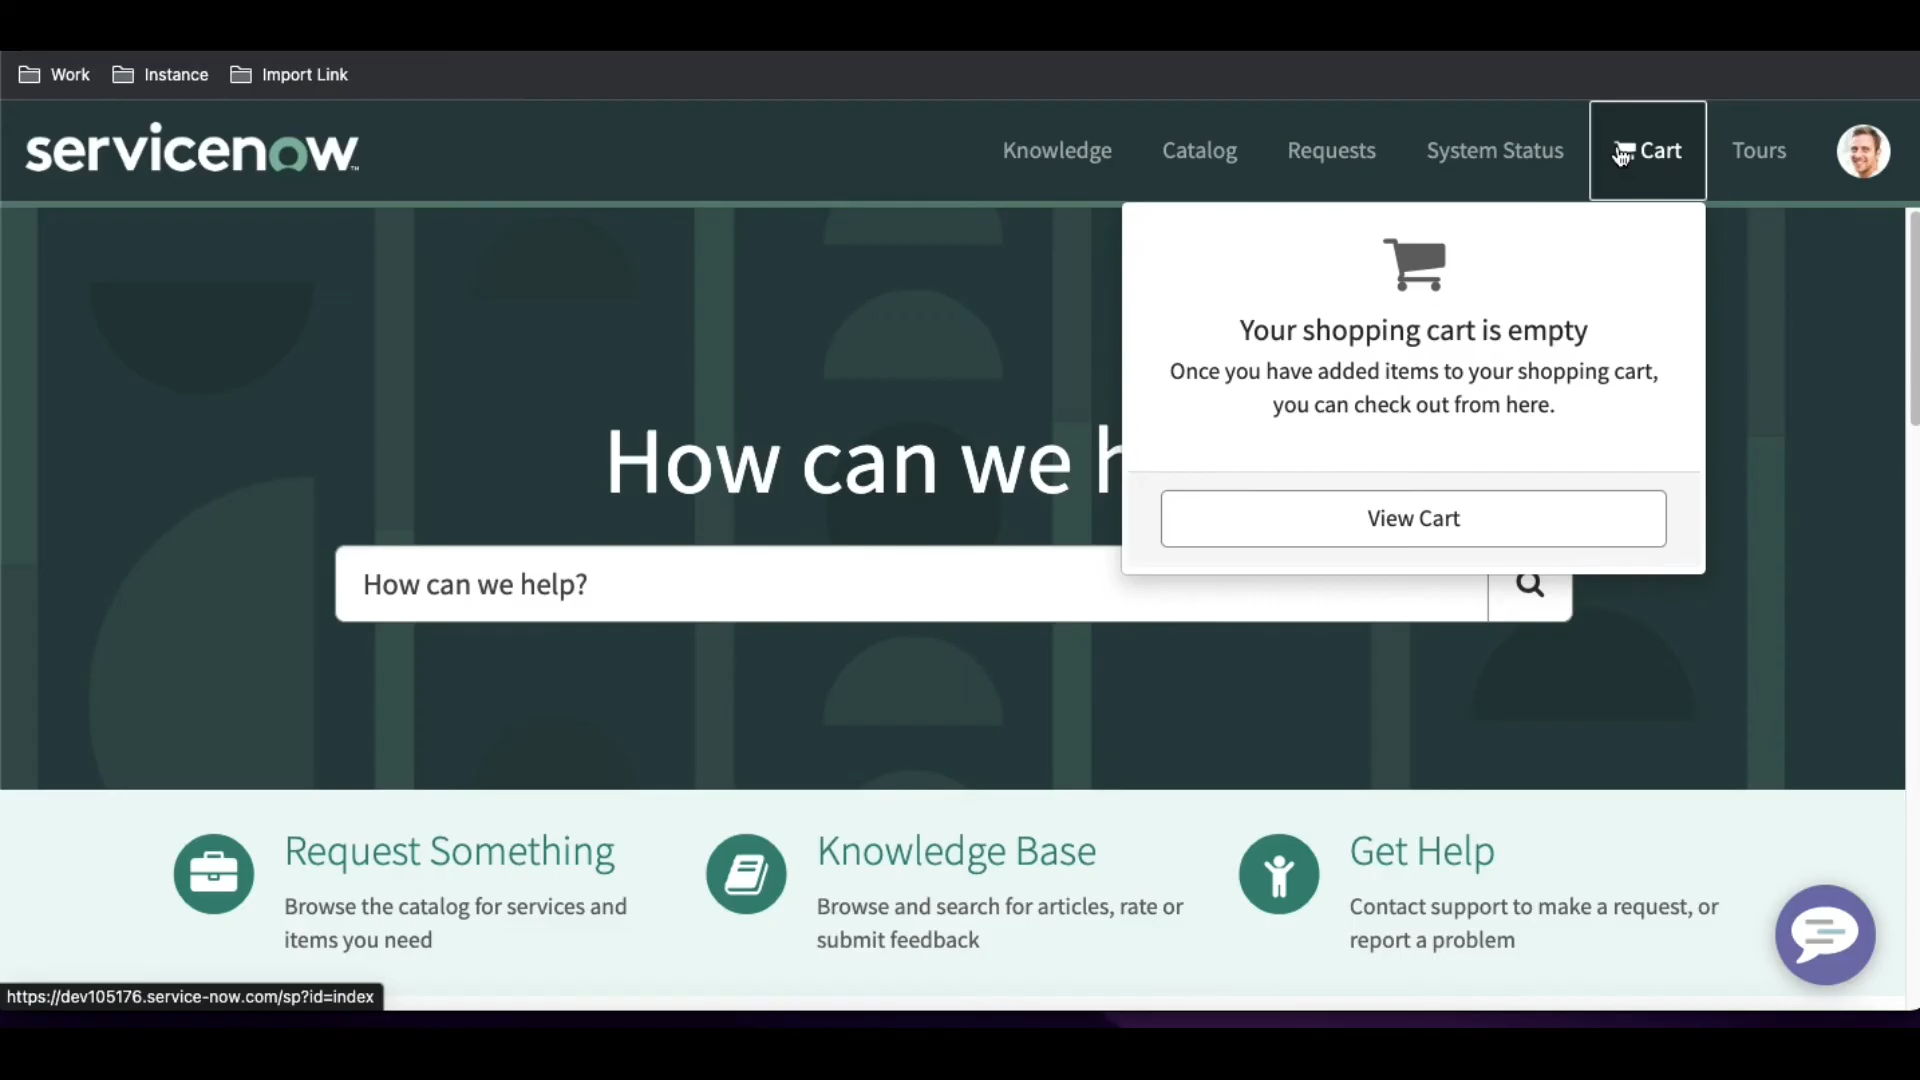 Work
Instance
Import Link
servicenow
Knowledge
Catalog
Requests
System Status
Cart
Tours
Your shopping cart is empty
Once you have added items to your shopping cart,
you can check out from here.
View Cart
How can we h
How can we help?
Request Something
Browse the catalog for services and
items you need
Knowledge Base
Browse and search for articles, rate or
submit feedback
Get Help
Contact support to make a request, or
report a problem
https://dev105176.service-now.com/sp?id=index